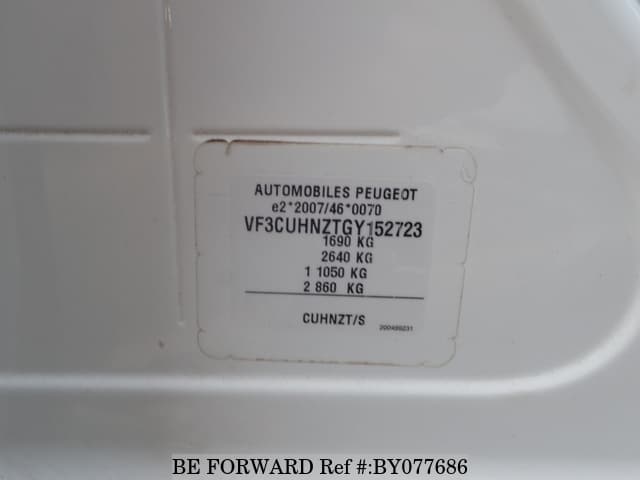 AUTOMOBILES PEUGEOT
e2*2007/46*0070
VF3CUHNZTGY152723
1690 KG
2640 KG
1 1050 KG
2 860 KG
CUHNZT/S
200499231
BE FORWARD Ref #:BY077686